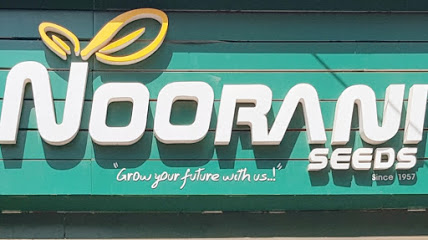 NOORANI
SEEDS
Since 1957
"Grow your future with us..!"